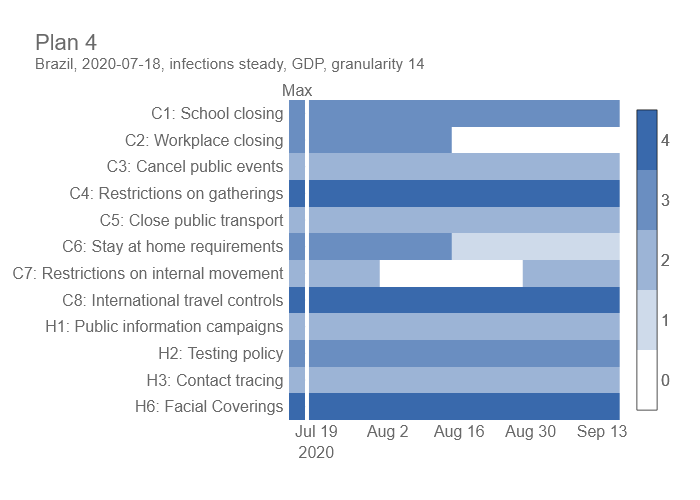 Plan 4
Brazil, 2020-07-18, infections steady, GDP, granularity 14
Max
C1: School closing
C2: Workplace closing
C3: Cancel public events
C4: Restrictions on gatherings
C5: Close public transport
C6: Stay at home requirements
C7: Restrictions on internal movement
C8: International travel controls
H1: Public information campaigns
H2: Testing policy
H3: Contact tracing
H6: Facial Coverings
Jul 19 Aug 2 Aug 16 Aug 30 Sep 13
2020
4
3
2
1
0